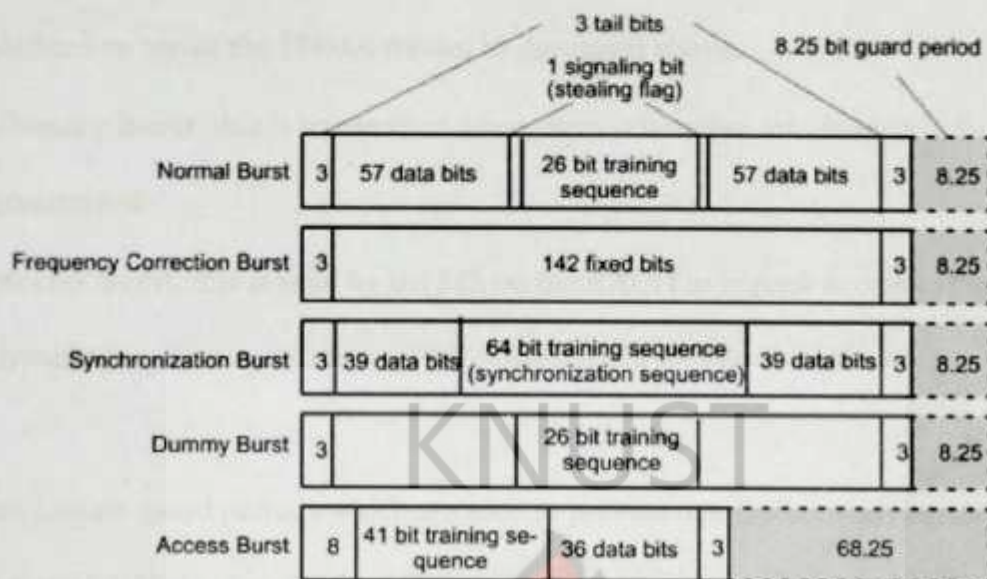 3 tail bits
1 signaling bit
(stealing flag)
8.25 bit guard period
Normal Burst 3 57 data bits 26 bit training sequence 57 data bits 3 8.25
Frequency Correction Burst 3 142 fixed bits 3 8.25
Synchronization Burst 3 39 data bits 64 bit training sequence (synchronization sequence) 39 data bits 3 8.25
Dummy Burst 3 26 bit training sequence 3 8.25
KNUST
Access Burst 8 41 bit training se-quence 36 data bits 3 68.25